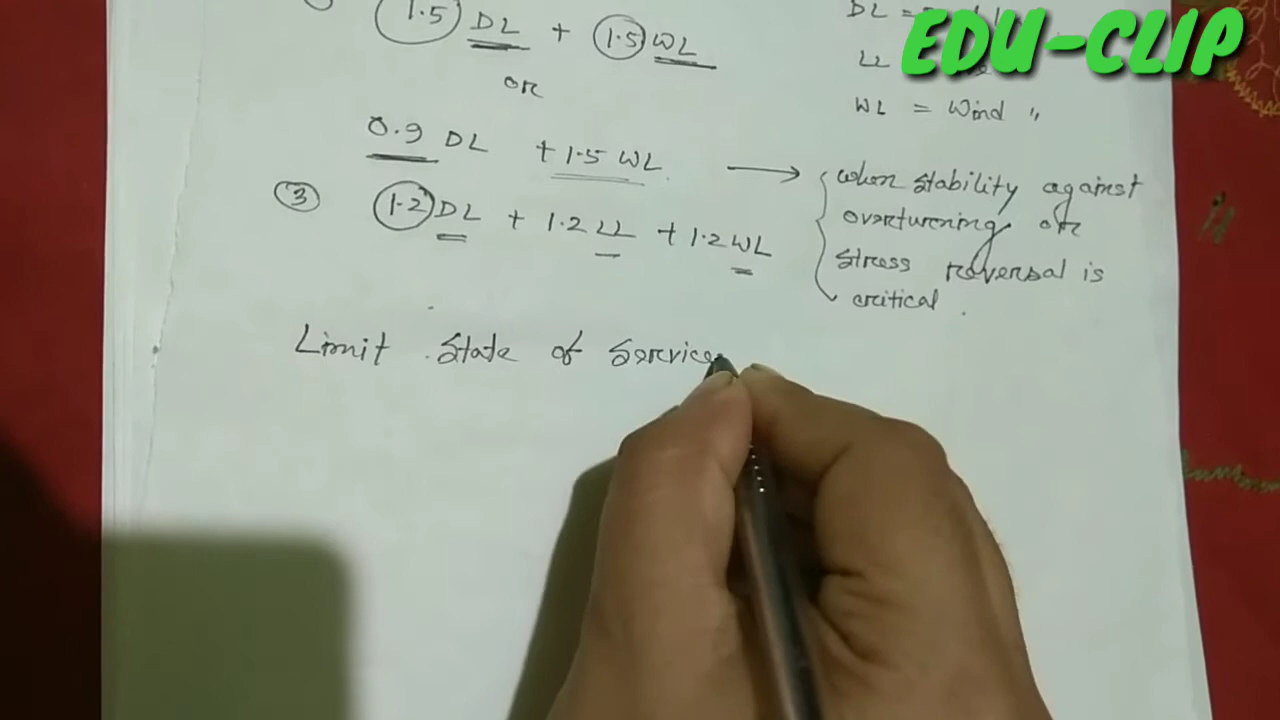 1.5 DL + 1.5 WL
or
0.9 DL + 1.5 WL
③ 1.2 DL + 1.2 LL + 1.2 WL
DL =
LL
WL = Wind "
EDU-CLIP
when stability against
overturning or
stress reversal is
critical.
Limit State of Service